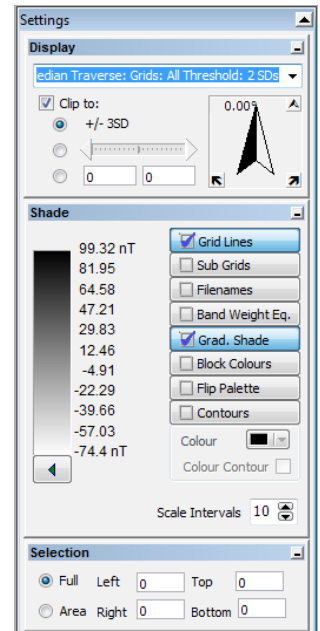 Settings
Display
edian Traverse: Grids: All Threshold: 2 SDs
Clip to:
0.00°
+/- 3SD
0 0
Shade
99.32 nT
81.95
64.58
47.21
29.83
12.46
-4.91
-22.29
-39.66
-57.03
-74.4 nT
Grid Lines
Sub Grids
Filenames
Band Weight Eq.
Grad. Shade
Block Colours
Flip Palette
Contours
Colour
Colour Contour
Scale Intervals 10
Selection
Full Left 0 Top 0
Area Right 0 Bottom 0